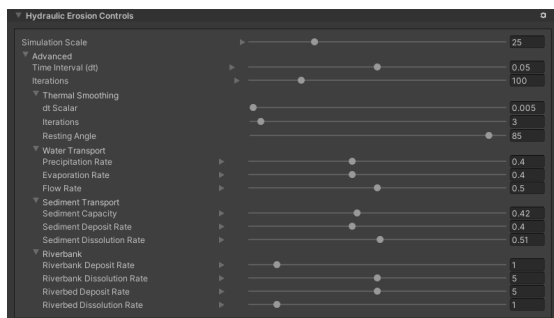 Hydraulic Erosion Controls
Simulation Scale 25
Advanced
Time Interval (dt) 0.05
Iterations 100
Thermal Smoothing
dt Scalar 0.005
Iterations 3
Resting Angle 85
Water Transport
Precipitation Rate 0.4
Evaporation Rate 0.4
Flow Rate 0.5
Sediment Transport
Sediment Capacity 0.42
Sediment Deposit Rate 0.4
Sediment Dissolution Rate 0.51
Riverbank
Riverbank Deposit Rate 1
Riverbank Dissolution Rate 5
Riverbed Deposit Rate 5
Riverbed Dissolution Rate 1